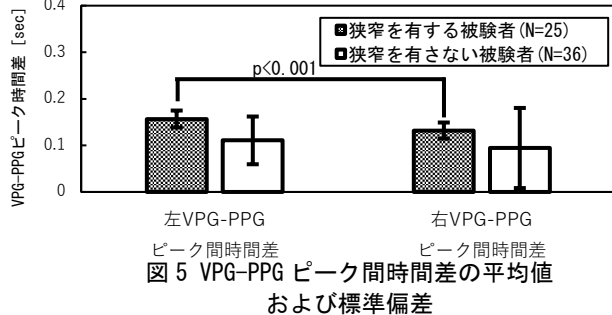 VPG-PPGピーク時間差 [sec]
0.4
0.3
0.2
0.1
0
狭窄を有する被験者(N=25)
狭窄を有さない被験者(N=36)
p<0.001
左VPG-PPG
ピーク間時間差
右VPG-PPG
ピーク間時間差
図 5 VPG-PPG ピーク間時間差の平均値
および標準偏差